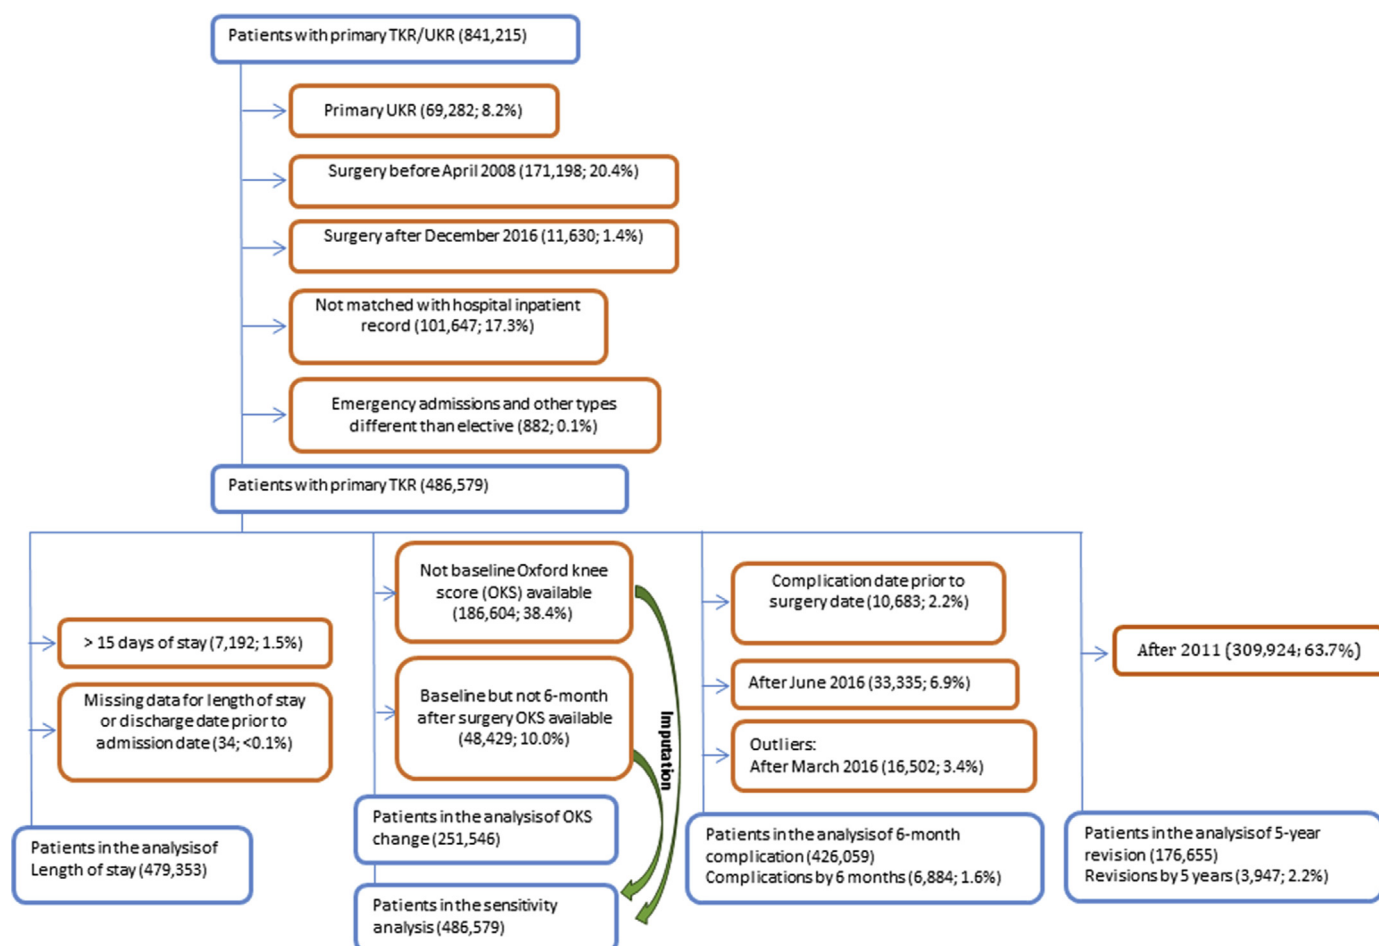 Patients with primary TKR/UKR (841,215)
Primary UKR (69,282; 8.2%)
Surgery before April 2008 (171,198; 20.4%)
Surgery after December 2016 (11,630; 1.4%)
Not matched with hospital inpatient
record (101,647; 17.3%)
Emergency admissions and other types
different than elective (882; 0.1%)
Patients with primary TKR (486,579)
> 15 days of stay (7,192; 1.5%)
Missing data for length of stay
or discharge date prior to
admission date (34; <0.1%)
Patients in the analysis of
Length of stay (479,353)
Not baseline Oxford knee
score (OKS) available
(186,604; 38.4%)
Baseline but not 6-month
after surgery OKS available
(48,429; 10.0%)
Imputation
Patients in the analysis of OKS
change (251,546)
Patients in the sensitivity
analysis (486,579)
Complication date prior to
surgery date (10,683; 2.2%)
After June 2016 (33,335; 6.9%)
Outliers:
After March 2016 (16,502; 3.4%)
Patients in the analysis of 6-month
complication (426,059)
Complications by 6 months (6,884; 1.6%)
After 2011 (309,924; 63.7%)
Patients in the analysis of 5-year
revision (176,655)
Revisions by 5 years (3,947; 2.2%)